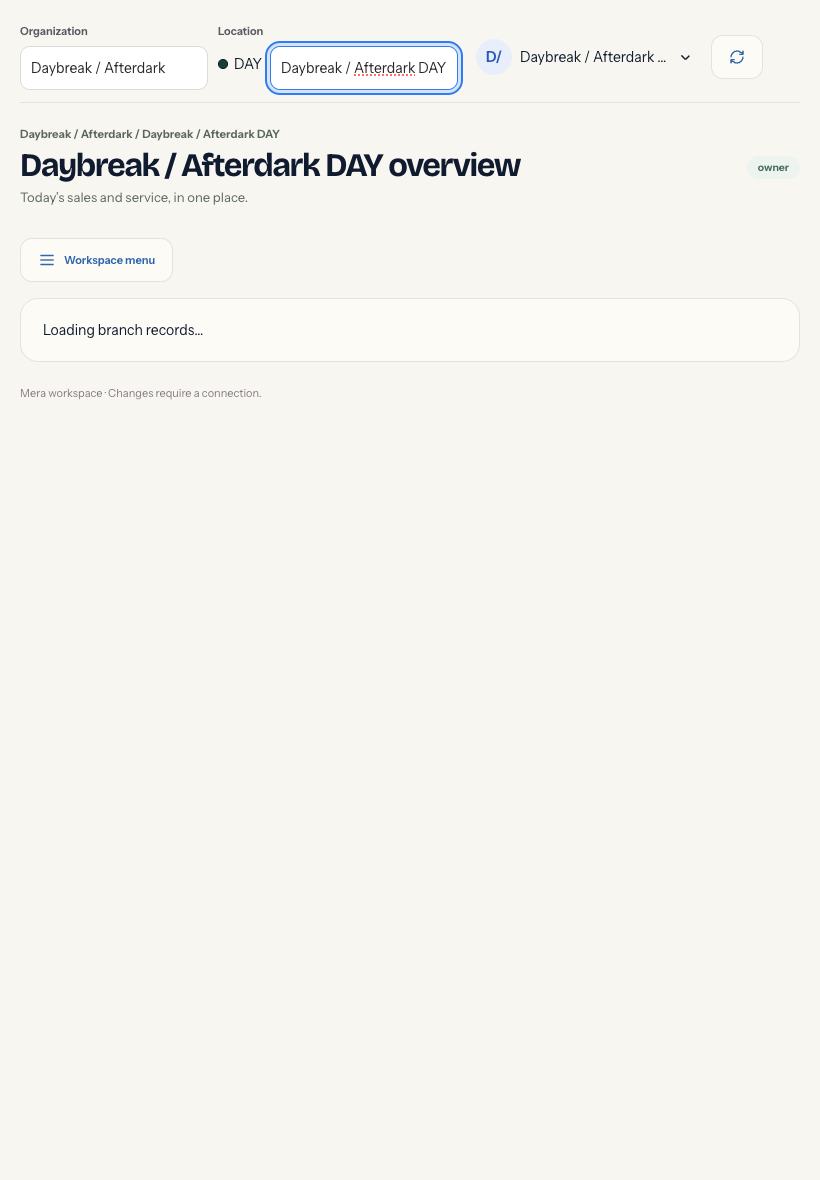 Organization
Location
Daybreak / Afterdark
DAY
Daybreak / Afterdark DAY
D/
Daybreak / Afterdark ...
Daybreak / Afterdark / Daybreak / Afterdark DAY
Daybreak / Afterdark DAY overview
owner
Today's sales and service, in one place.
Workspace menu
Loading branch records...
Mera workspace · Changes require a connection.